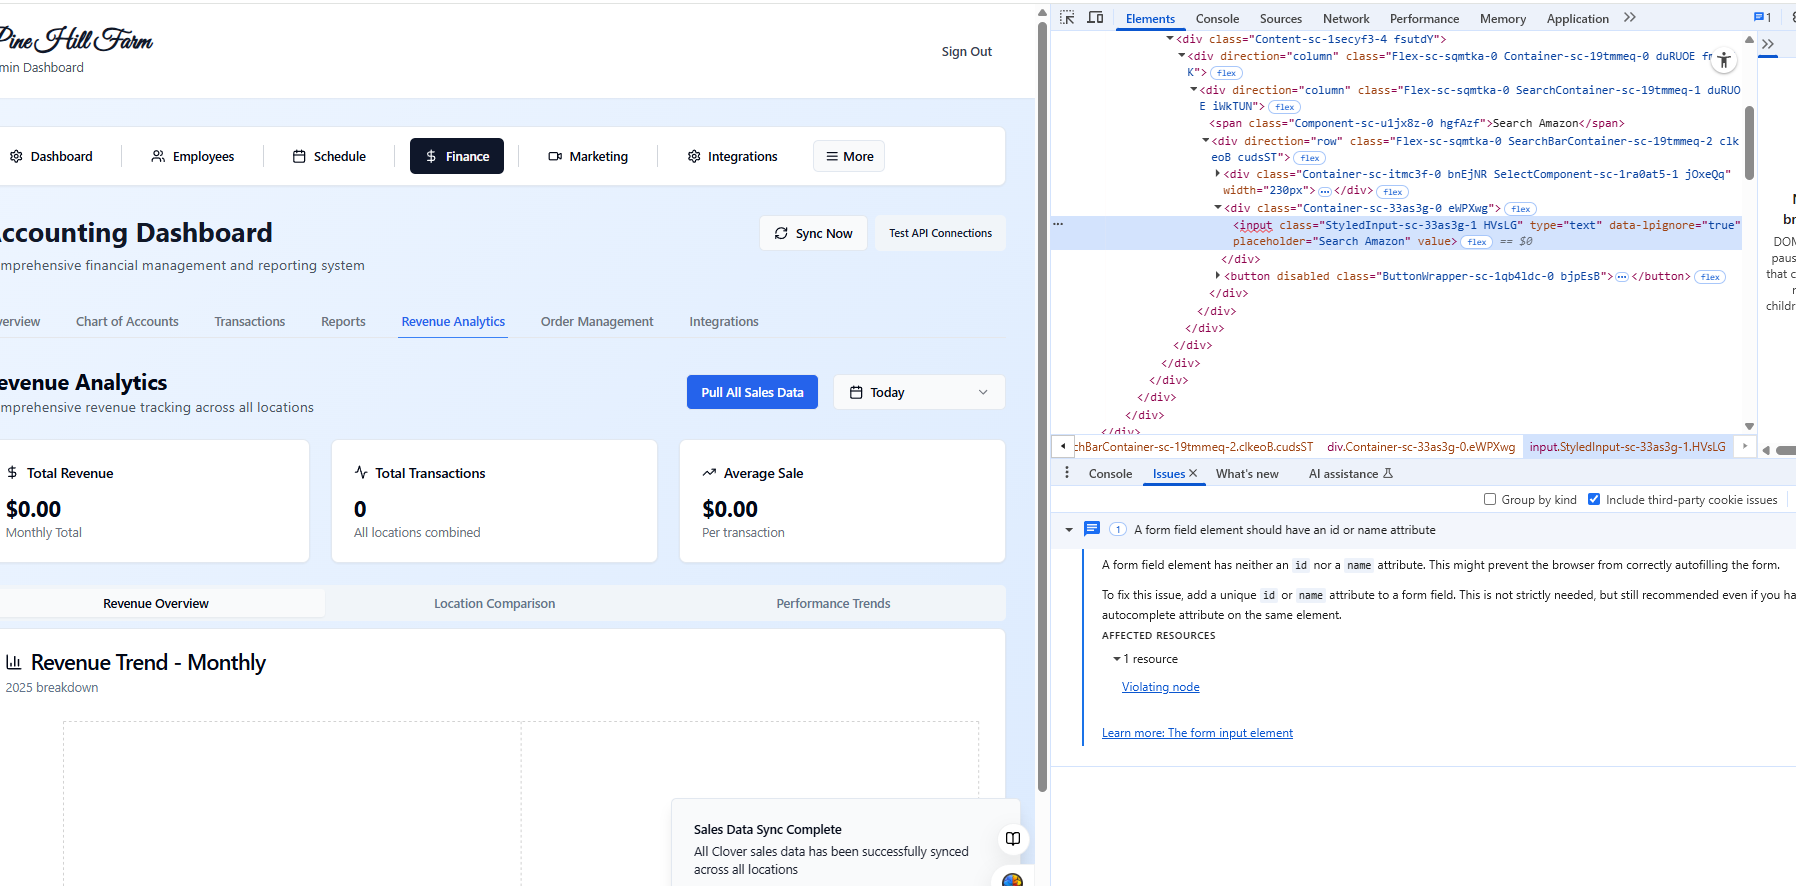 Pine Hill Farm
min Dashboard
Sign Out
Dashboard
Employees
Schedule
$ Finance
Marketing
Integrations
More
ccounting Dashboard
mprehensive financial management and reporting system
Sync Now
Test API Connections
verview
Chart of Accounts
Transactions
Reports
Revenue Analytics
Order Management
Integrations
evenue Analytics
mprehensive revenue tracking across all locations
Pull All Sales Data
Today
$ Total Revenue
$0.00
Monthly Total
Total Transactions
0
All locations combined
Average Sale
$0.00
Per transaction
Revenue Overview
Location Comparison
Performance Trends
Revenue Trend - Monthly
2025 breakdown
Sales Data Sync Complete
All Clover sales data has been successfully synced
across all locations
Elements
Console
Sources
Network
Performance
Memory
Application
1
<div class="Content-sc-1secyf3-4 fsutdY">
<div direction="column" class="Flex-sc-sqmtka-0 Container-sc-19tmmeq-0 duRUOE
K"> flex
<div direction="column" class="Flex-sc-sqmtka-0 SearchContainer-sc-19tmmeq-1 duRUO
E iWkTUN"> flex
<span class="Component-sc-u1jx8z-0 hgfAzf">Search Amazon</span>
<div direction="row" class="Flex-sc-sqmtka-0 SearchBarContainer-sc-19tmmeq-2 clk
eoB cudsST"> flex
<div class="Container-sc-itmc3f-0 bnEjNR SelectComponent-sc-1ra0at5-1 jOxeQq"
width="230px"> … </div> flex
<div class="Container-sc-33as3g-0 eWPXwg"> flex
<input class="StyledInput-sc-33as3g-1 HVsLG" type="text" data-lpignore="true"
placeholder="Search Amazon" value> flex == $0
</div>
<button disabled class="ButtonWrapper-sc-1qb4ldc-0 bjpEsB"> … </button> flex
</div>
</div>
</div>
</div>
</div>
</div>
</div>
</div>
</div>
chBarContainer-sc-19tmmeq-2.clkeoB.cudsST
div.Container-sc-33as3g-0.eWPXwg
input.StyledInput-sc-33as3g-1.HVsLG
br
DOM
paus
that c
r
childr
Console
Issues
What's new
AI assistance
Group by kind
Include third-party cookie issues
1 A form field element should have an id or name attribute
A form field element has neither an id nor a name attribute. This might prevent the browser from correctly autofilling the form.
To fix this issue, add a unique id or name attribute to a form field. This is not strictly needed, but still recommended even if you ha
autocomplete attribute on the same element.
AFFECTED RESOURCES
1 resource
Violating node
Learn more: The form input element